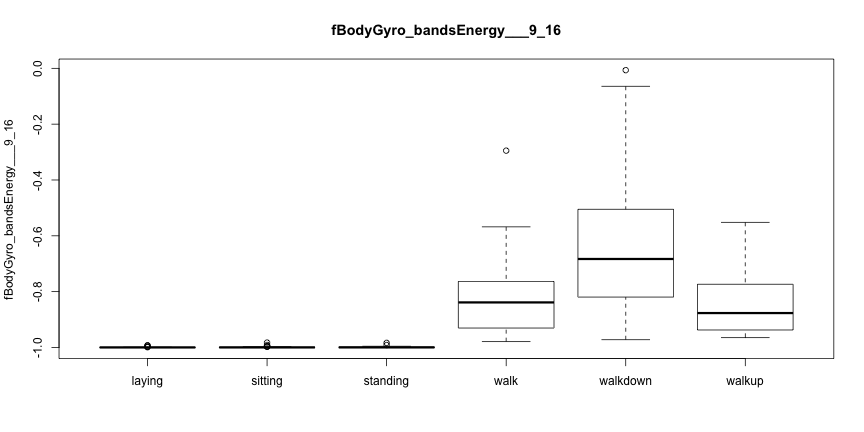 fBodyGyro_bandsEnergy___9_16
fBodyGyro_bandsEnergy___9_16
0.0
-0.2
-0.4
-0.6
-0.8
-1.0
laying sitting standing walk walkdown walkup